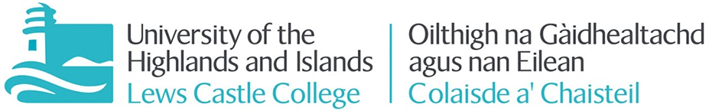 University of the
Highlands and Islands
Lews Castle College
Oilthigh na Gàidhealtachd
agus nan Eilean
Colaisde a' Chaisteil